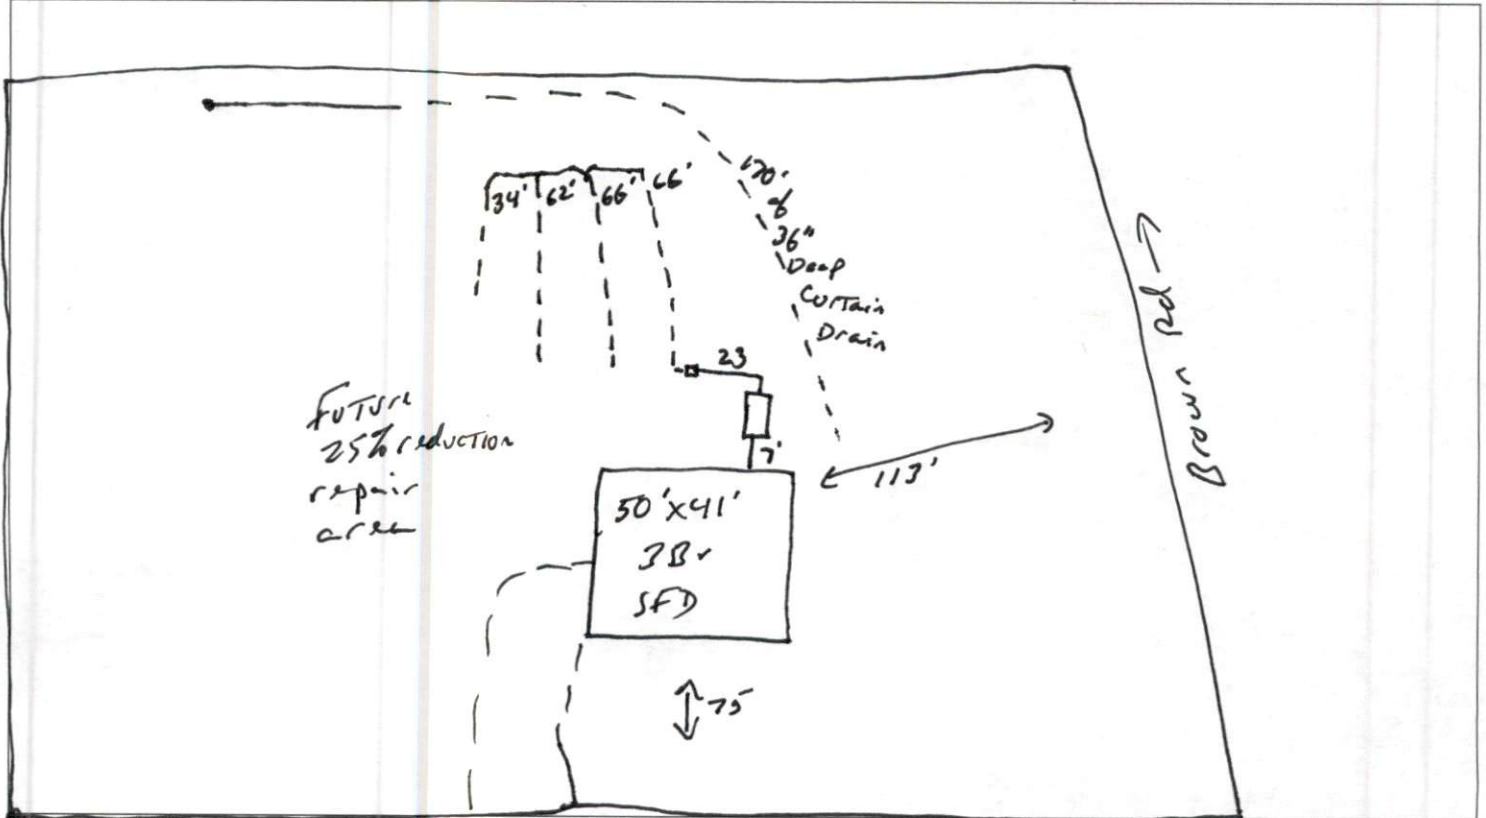 34' 62' 66' 66'
170'
of
36"
Deep
Curtain
Drain
Brown Rd →
23
7'
113'
Future
25% reduction
repair
area
50'x41'
3Br
SFD
75'